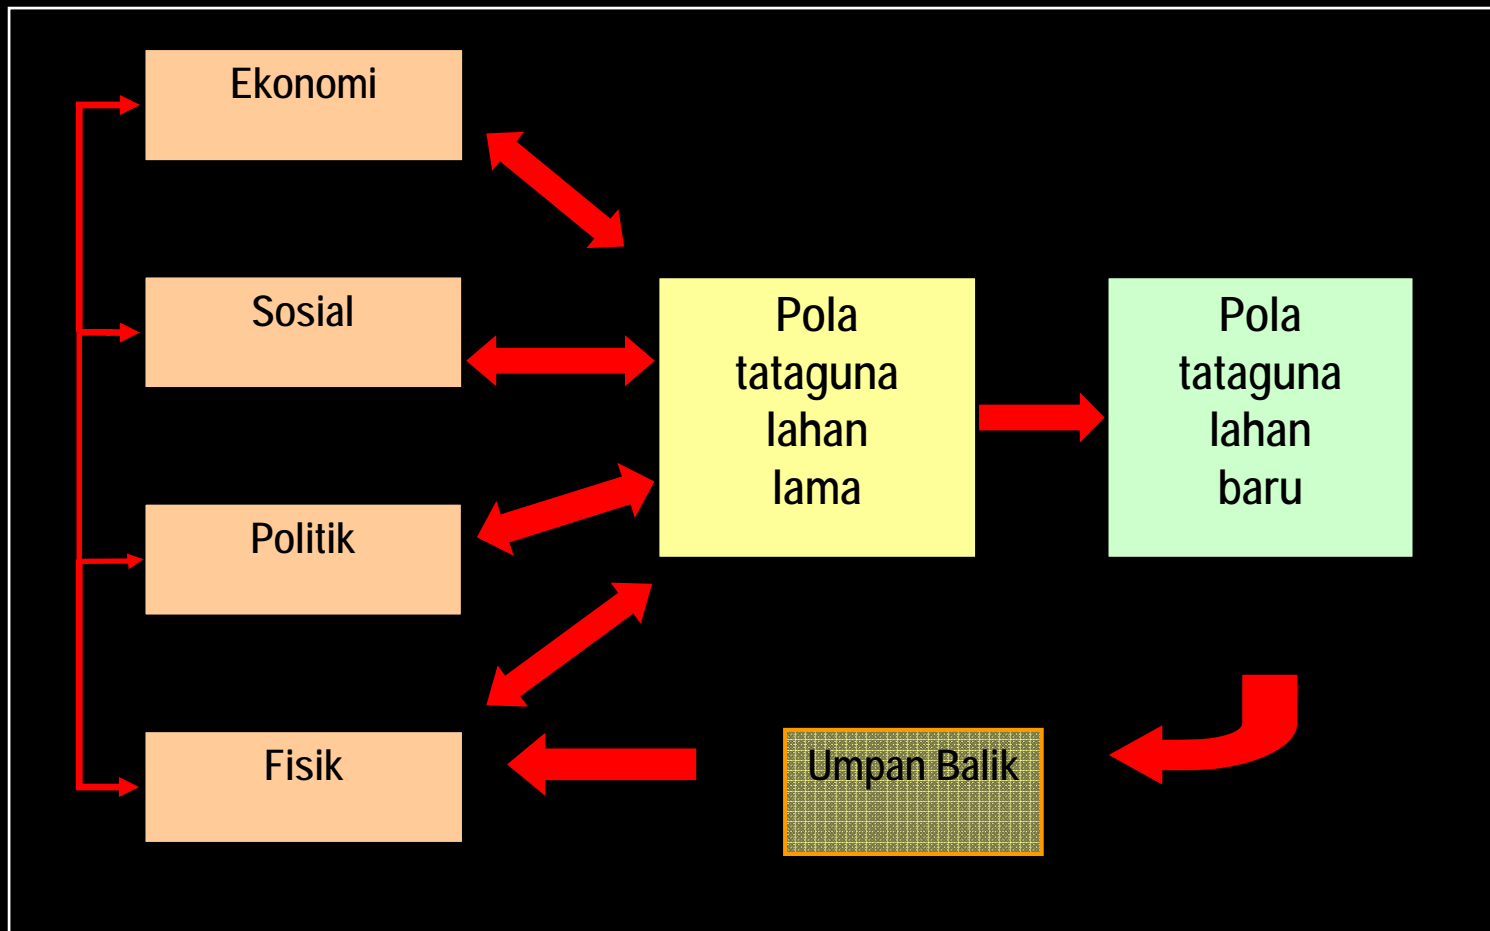 Ekonomi
Sosial
Politik
Fisik
Pola
tataguna
lahan
lama
Pola
tataguna
lahan
baru
Umpan Balik